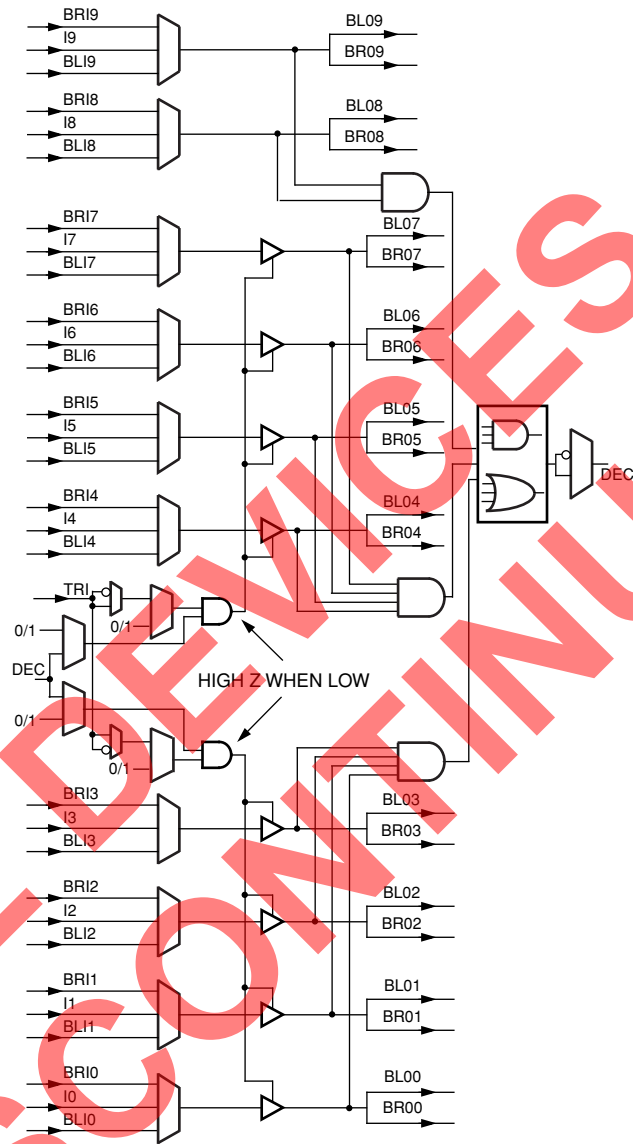 BRI9
I9
BLI9
BL09
BR09
BRI8
I8
BLI8
BL08
BR08
BRI7
I7
BLI7
BL07
BR07
BRI6
I6
BLI6
BL06
BR06
BRI5
I5
BLI5
BL05
BR05
DEC
BRI4
I4
BLI4
BL04
BR04
TRI
0/1
0/1
DEC
HIGH Z WHEN LOW
0/1
0/1
BRI3
I3
BLI3
BL03
BR03
BRI2
I2
BLI2
BL02
BR02
BRI1
I1
BLI1
BL01
BR01
BRI0
I0
BLI0
BL00
BR00
DEVICES
CONTINU